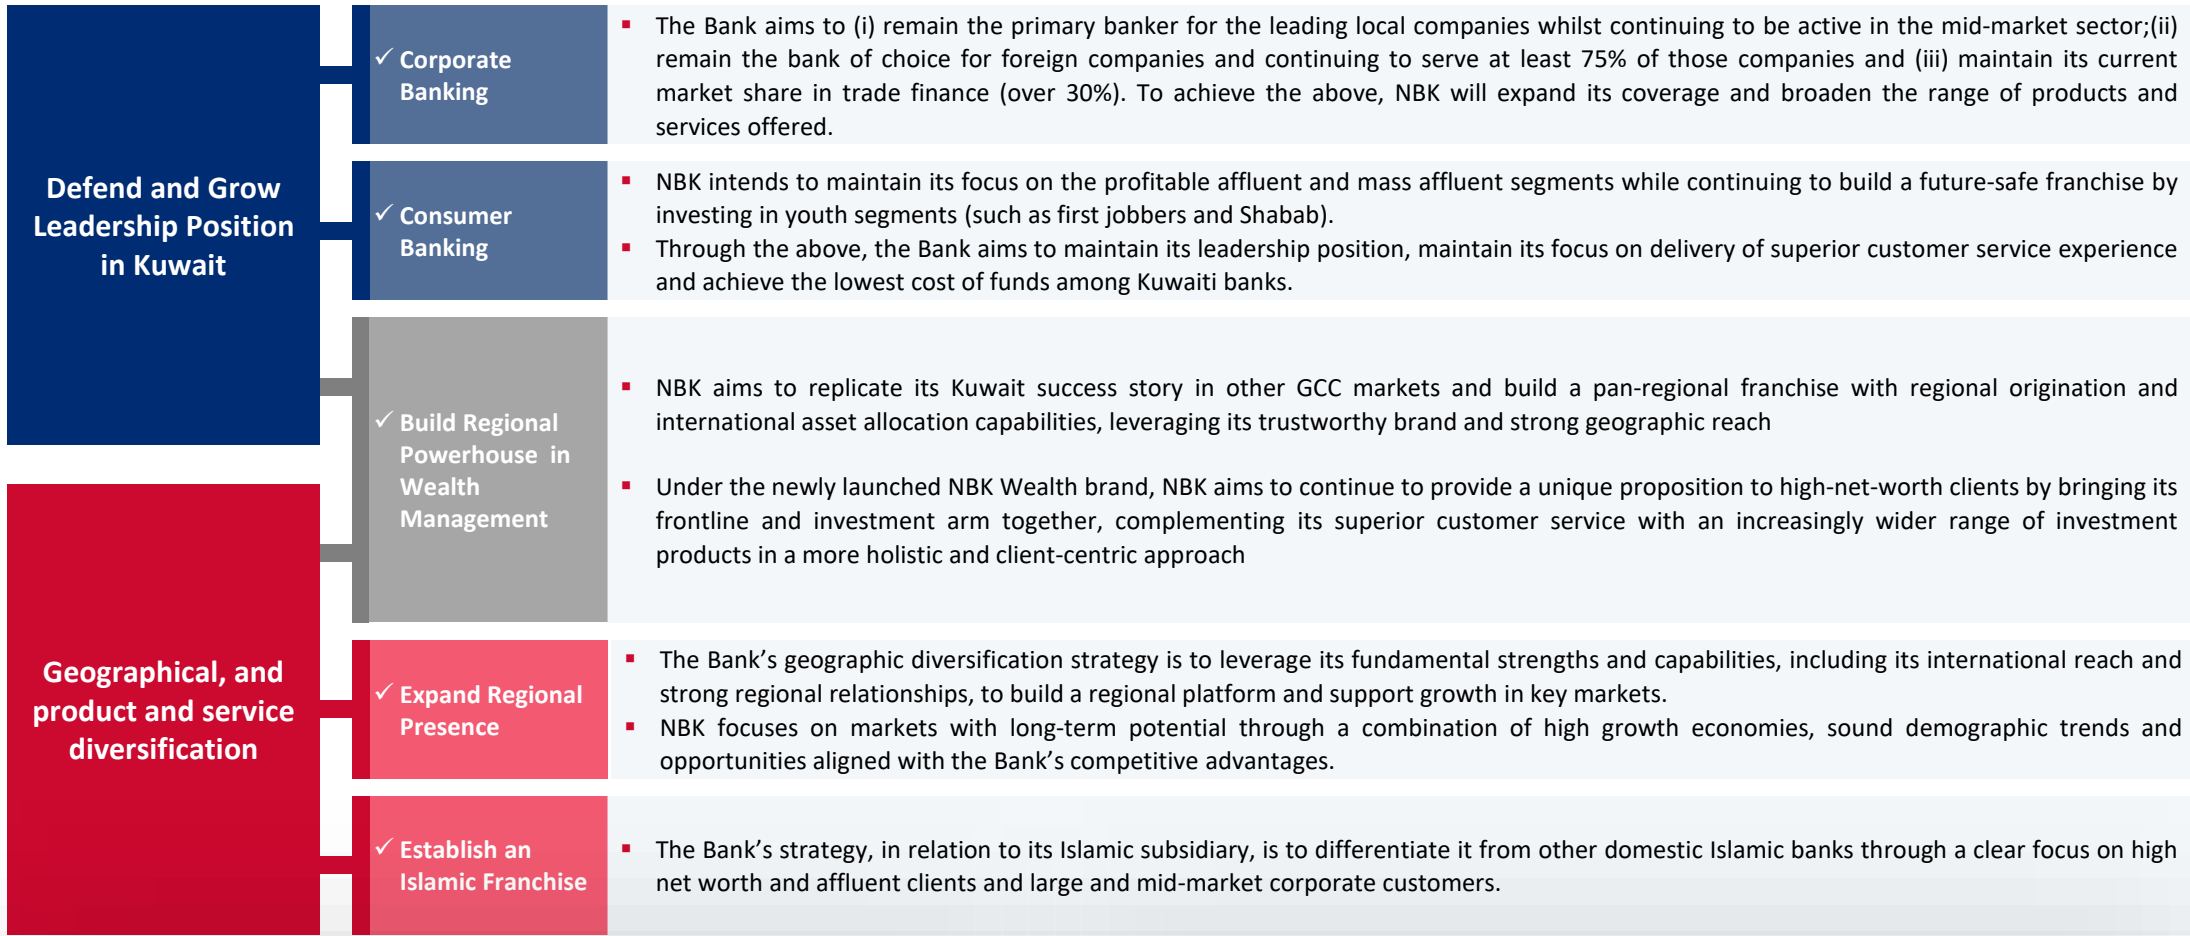 Defend and Grow
Leadership Position
in Kuwait
✓ Corporate
Banking
▪ The Bank aims to (i) remain the primary banker for the leading local companies whilst continuing to be active in the mid-market sector;(ii)
remain the bank of choice for foreign companies and continuing to serve at least 75% of those companies and (iii) maintain its current
market share in trade finance (over 30%). To achieve the above, NBK will expand its coverage and broaden the range of products and
services offered.
✓ Consumer
Banking
▪ NBK intends to maintain its focus on the profitable affluent and mass affluent segments while continuing to build a future-safe franchise by
investing in youth segments (such as first jobbers and Shabab).
▪ Through the above, the Bank aims to maintain its leadership position, maintain its focus on delivery of superior customer service experience
and achieve the lowest cost of funds among Kuwaiti banks.
✓ Build Regional
Powerhouse in
Wealth
Management
▪ NBK aims to replicate its Kuwait success story in other GCC markets and build a pan-regional franchise with regional origination and
international asset allocation capabilities, leveraging its trustworthy brand and strong geographic reach
▪ Under the newly launched NBK Wealth brand, NBK aims to continue to provide a unique proposition to high-net-worth clients by bringing its
frontline and investment arm together, complementing its superior customer service with an increasingly wider range of investment
products in a more holistic and client-centric approach
Geographical, and
product and service
diversification
✓ Expand Regional
Presence
▪ The Bank’s geographic diversification strategy is to leverage its fundamental strengths and capabilities, including its international reach and
strong regional relationships, to build a regional platform and support growth in key markets.
▪ NBK focuses on markets with long-term potential through a combination of high growth economies, sound demographic trends and
opportunities aligned with the Bank’s competitive advantages.
✓ Establish an
Islamic Franchise
▪ The Bank’s strategy, in relation to its Islamic subsidiary, is to differentiate it from other domestic Islamic banks through a clear focus on high
net worth and affluent clients and large and mid-market corporate customers.